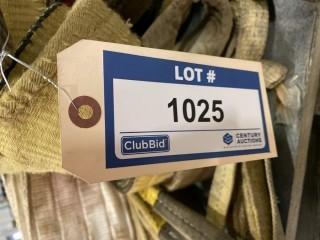 LOT #
1025
ClubBid
CENTURY
AUCTIONS